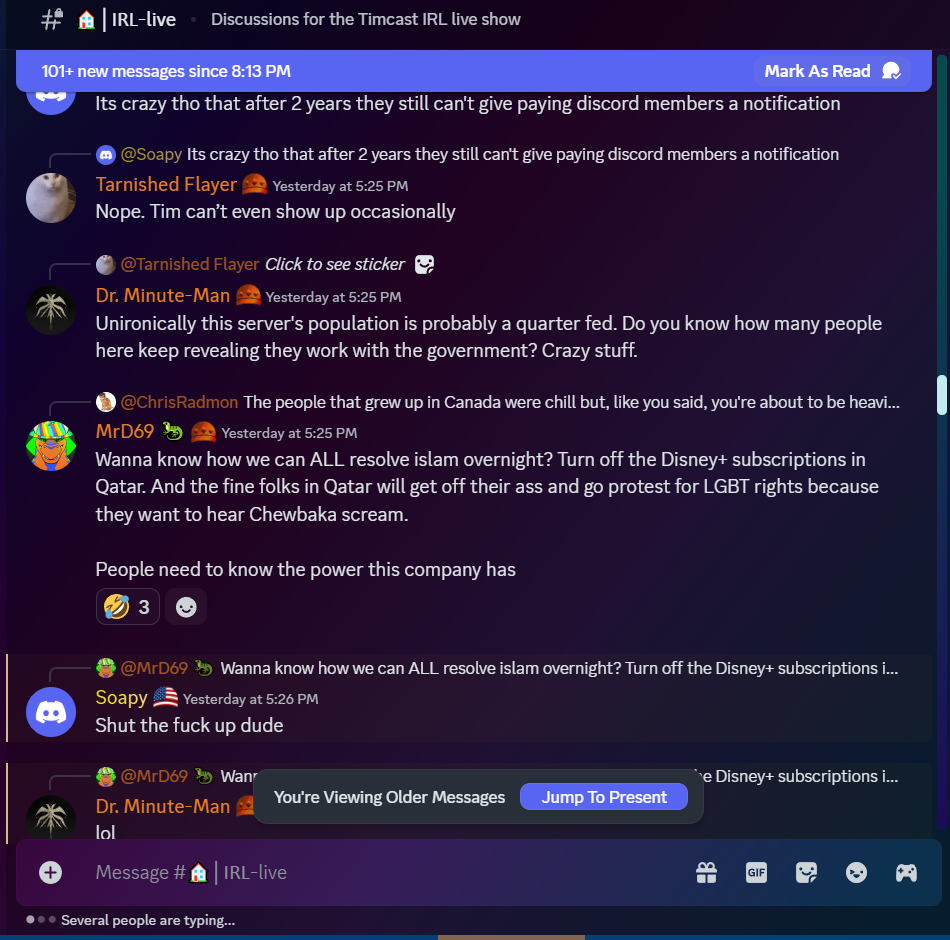 IRL-live • Discussions for the Timcast IRL live show
101+ new messages since 8:13 PM Mark As Read
Its crazy tho that after 2 years they still can't give paying discord members a notification
@Soapy Its crazy tho that after 2 years they still can't give paying discord members a notification
Tarnished Flayer Yesterday at 5:25 PM
Nope. Tim can’t even show up occasionally
@Tarnished Flayer Click to see sticker
Dr. Minute-Man Yesterday at 5:25 PM
Unironically this server's population is probably a quarter fed. Do you know how many people
here keep revealing they work with the government? Crazy stuff.
@ChrisRadmon The people that grew up in Canada were chill but, like you said, you're about to be heavi...
MrD69 Yesterday at 5:25 PM
Wanna know how we can ALL resolve islam overnight? Turn off the Disney+ subscriptions in
Qatar. And the fine folks in Qatar will get off their ass and go protest for LGBT rights because
they want to hear Chewbaka scream.
People need to know the power this company has
3
@MrD69 Wanna know how we can ALL resolve islam overnight? Turn off the Disney+ subscriptions i...
Soapy Yesterday at 5:26 PM
Shut the fuck up dude
@MrD69 Disney+ subscriptions i...
You're Viewing Older Messages Jump To Present
Dr. Minute-Man
lol
Message # | IRL-live
GIF
Several people are typing...